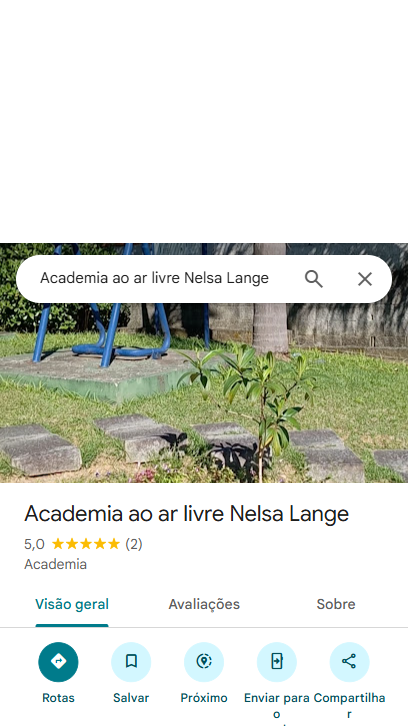 Academia ao ar livre Nelsa Lange
Academia ao ar livre Nelsa Lange
5,0 (2)
Academia
Visão geral Avaliações Sobre
Rotas Salvar Próximo Enviar para o Compartilhar